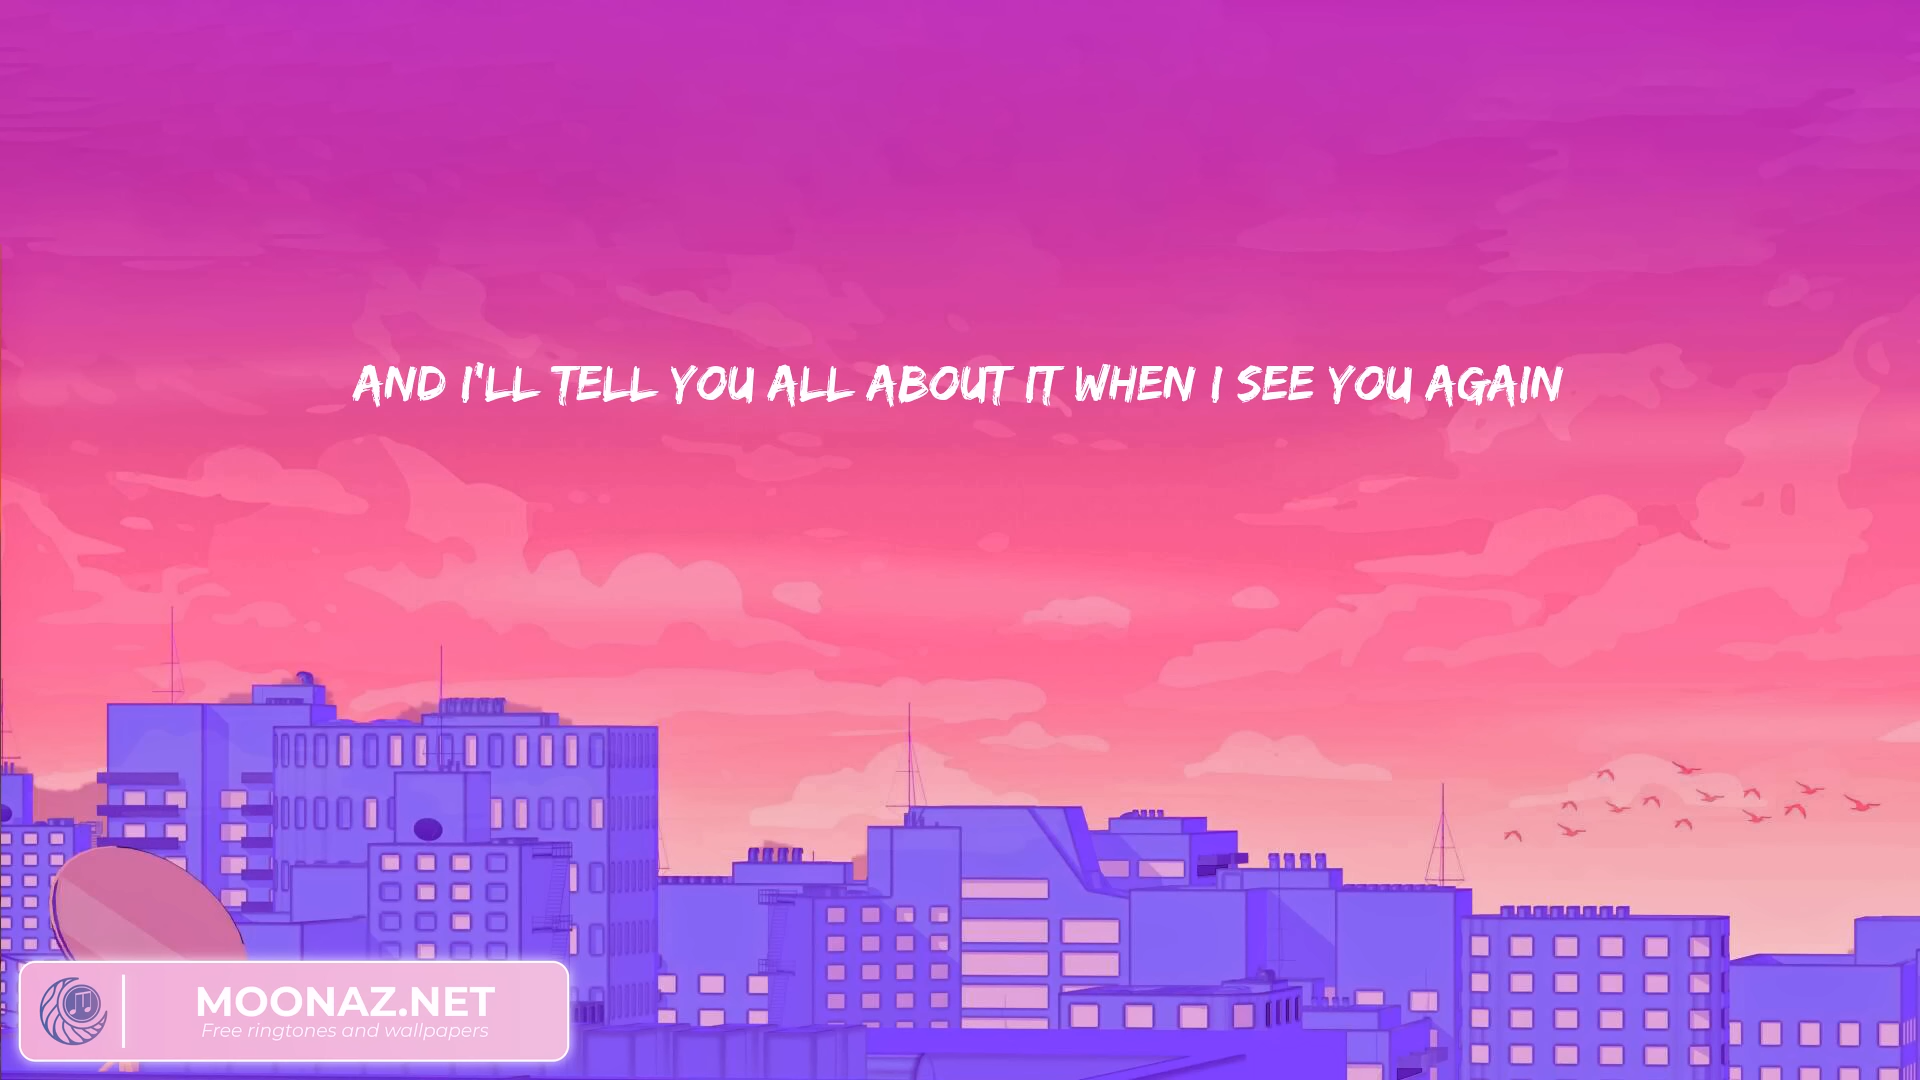 AND I'LL TELL YOU ALL ABOUT IT WHEN I SEE YOU AGAIN
MOONAZ.NET
Free ringtones and wallpapers